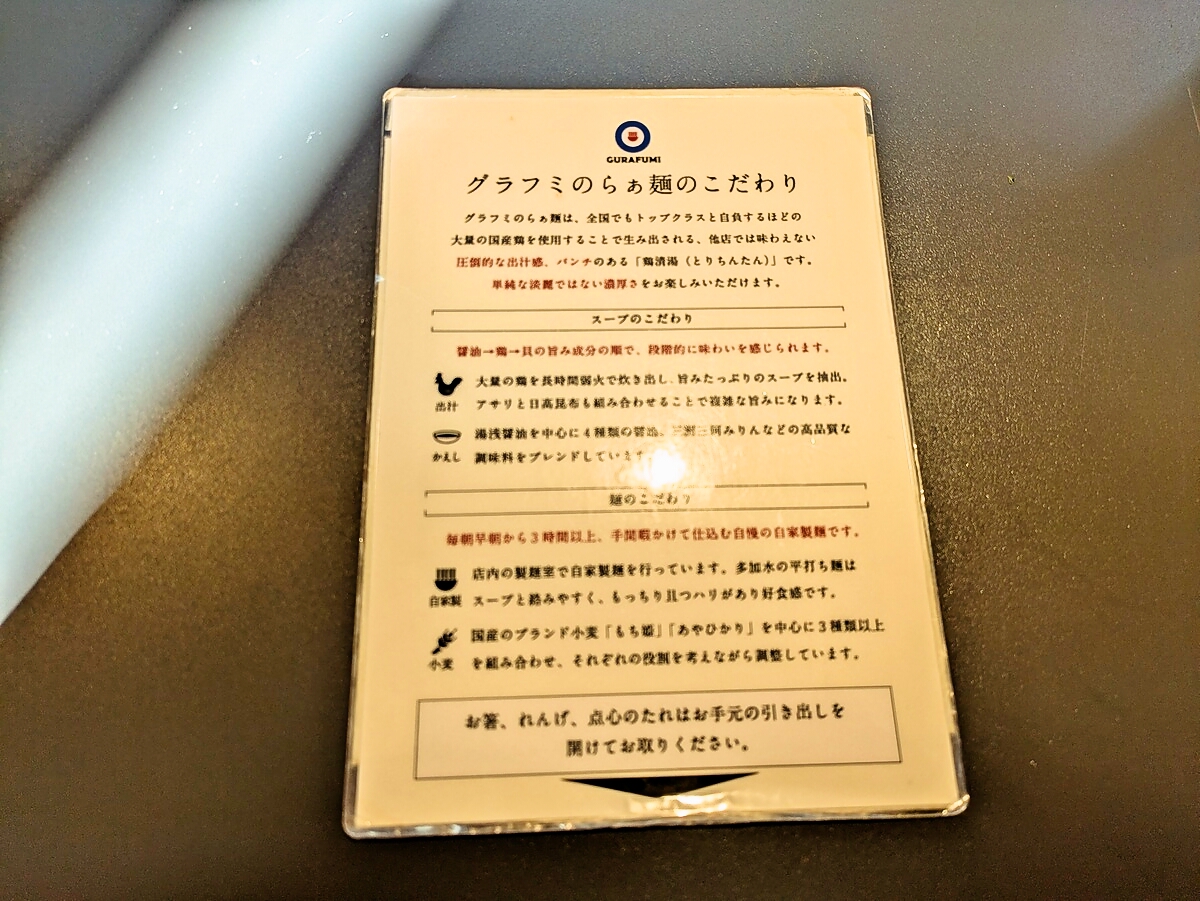 GURAFUMI
グラフミのらぁ麺のこだわり
グラフミのらぁ麺は、全国でもトップクラスと自負するほどの
大量の国産鶏を使用することで生み出される、他店では味わえない
圧倒的な出汁感、パンチのある「鶏清湯（とりちんたん）」です。
単純な淡麗ではない濃厚さをお楽しみいただけます。
スープのこだわり
醤油→鶏→貝の旨み成分の順で、段階的に味わいを感じられます。
大量の鶏を長時間弱火で炊き出し、旨みたっぷりのスープを抽出。
出汁 アサリと日高昆布も組み合わせることで複雑な旨みになります。
湯浅醤油を中心に4種類の醤油、三河みりんなどの高品質な
かえし 調味料をブレンドしています
麺のこだわり
毎朝早朝から3時間以上、手間暇かけて仕込む自慢の自家製麺です。
店内の製麺室で自家製麺を行っています。多加水の平打ち麺は
自家製 スープと絡みやすく、もっちり且つハリがあり好食感です。
国産のブランド小麦「もち姫」「あやひかり」を中心に3種類以上
小麦 を組み合わせ、それぞれの役割を考えながら調整しています。
お箸、れんげ、点心のたれはお手元の引き出しを
開けてお取りください。